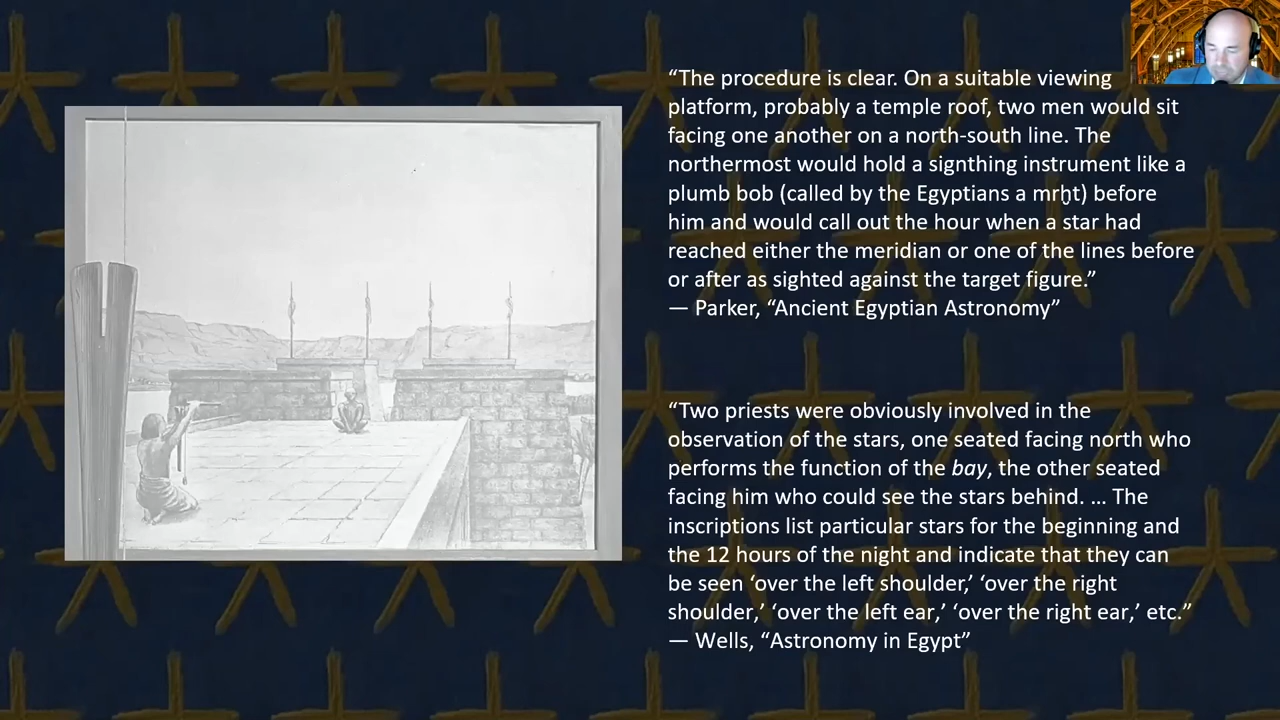 “The procedure is clear. On a suitable viewing
platform, probably a temple roof, two men would sit
facing one another on a north-south line. The
northermost would hold a signthing instrument like a
plumb bob (called by the Egyptians a mrḫt) before
him and would call out the hour when a star had
reached either the meridian or one of the lines before
or after as sighted against the target figure.”
— Parker, “Ancient Egyptian Astronomy”
“Two priests were obviously involved in the
observation of the stars, one seated facing north who
performs the function of the bay, the other seated
facing him who could see the stars behind. … The
inscriptions list particular stars for the beginning and
the 12 hours of the night and indicate that they can
be seen ‘over the left shoulder,’ ‘over the right
shoulder,’ ‘over the left ear,’ ‘over the right ear,’ etc.”
— Wells, “Astronomy in Egypt”